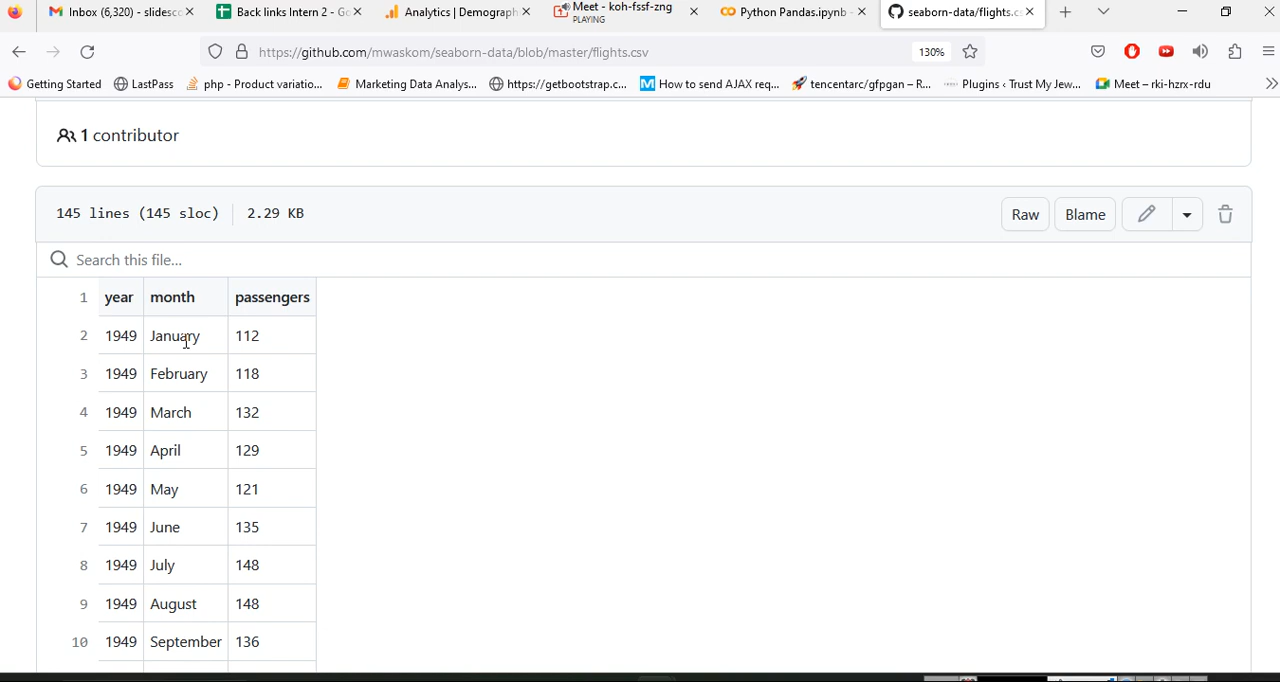 Inbox (6,320) - slidesco
Back links Intern 2 - Go
Analytics | Demograph
Meet - koh-fssf-zng
PLAYING
Python Pandas.ipynb -
seaborn-data/flights.cs
https://github.com/mwaskom/seaborn-data/blob/master/flights.csv
130%
Getting Started
LastPass
php - Product variatio...
Marketing Data Analys...
https://getbootstrap.c...
How to send AJAX req...
tencentarc/gfpgan – R...
Plugins ‹ Trust My Jew...
Meet – rki-hzrx-rdu
1 contributor
145 lines (145 sloc) 2.29 KB
Raw
Blame
Search this file...
1 year month passengers
2 1949 January 112
3 1949 February 118
4 1949 March 132
5 1949 April 129
6 1949 May 121
7 1949 June 135
8 1949 July 148
9 1949 August 148
10 1949 September 136